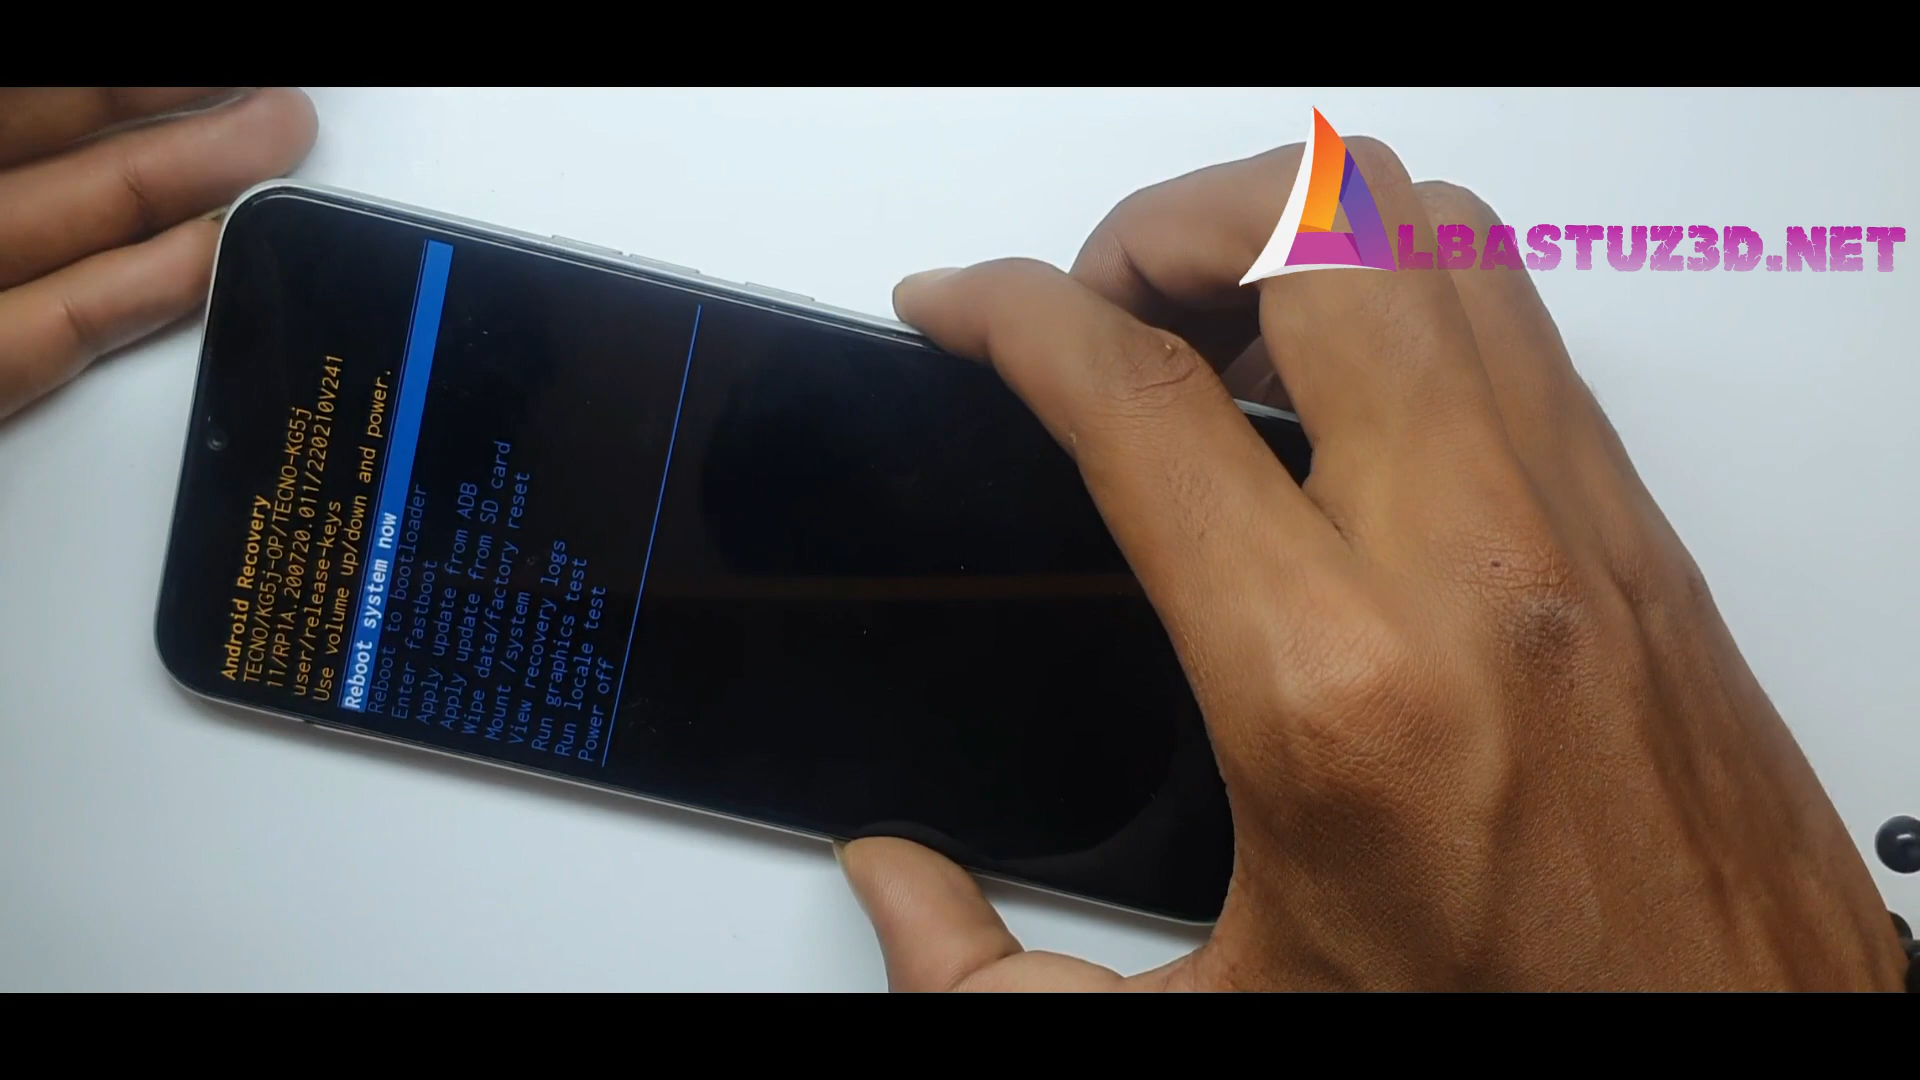 Android Recovery
TECNO/KG5j-OP/TECNO-KG5j
11/RP1A.200720.011/220210V241
user/release-keys
Use volume up/down and power.
Reboot system now
Reboot to bootloader
Enter fastboot
Apply update from ADB
Apply update from SD card
Wipe data/factory reset
Mount /system
View recovery logs
Run graphics test
Run locale test
Power off
ALBASTUZ3D.NET